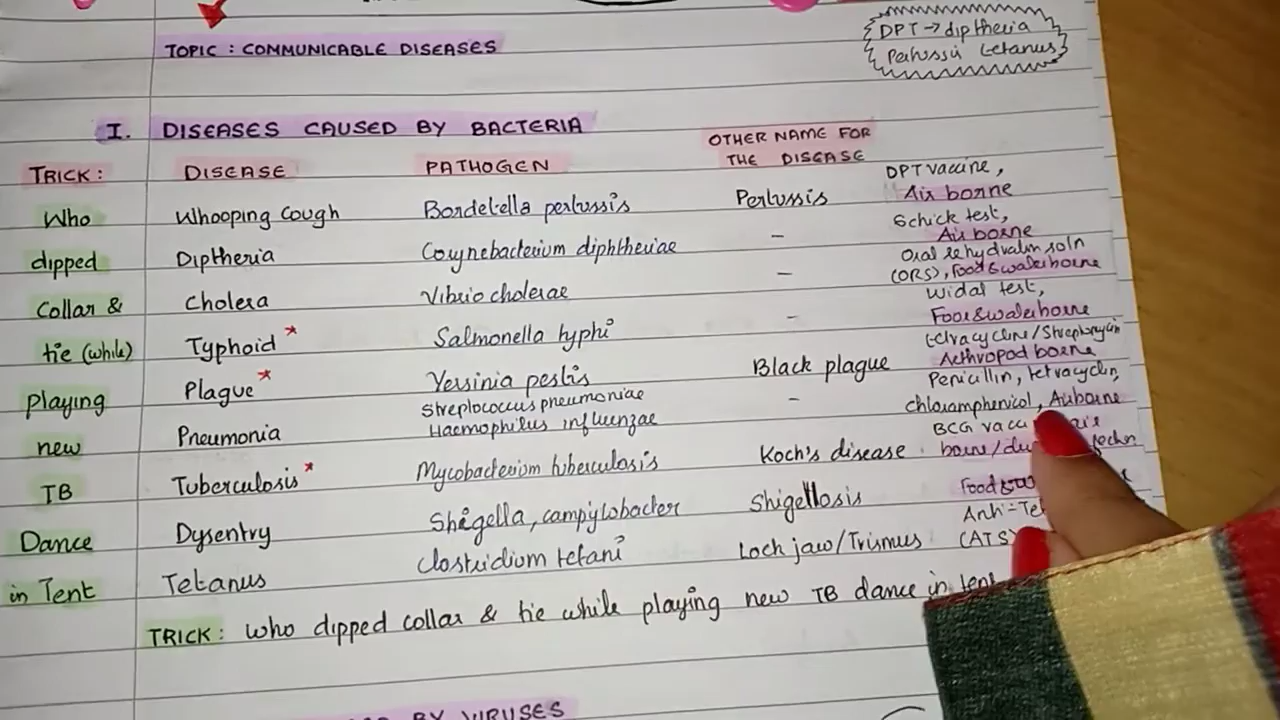 DPT → diptheria
Pertussis tetanus
TOPIC : COMMUNICABLE DISEASES
I. DISEASES CAUSED BY BACTERIA
TRICK : DISEASE PATHOGEN OTHER NAME FOR THE DISEASE
DPT vaccine,
Who Whooping Cough Bordetella pertussis Pertussis Air borne
Schick test,
dipped Diptheria Corynebacterium diphtheriae - Air borne
Oral rehydration soln
Collar & Cholera Vibrio cholerae - (ORS), Food & waterborne
Widal test,
tie (while) Typhoid * Salmonella typhi - Food & waterborne
tetracycline/Streptomycin
playing Plague * Yersinia pestis Black plague Arthropod borne
Streptococcus pneumoniae Penicillin, tetracyclin,
new Pneumonia Haemophilus influenzae - Chloramphenicol, Airborne
BCG
TB Tuberculosis * Mycobacterium tuberculosis Koch's disease borne/
Dance Dysentry Shigella, campylobacter Shigellosis Food
Anti-
in Tent Tetanus Clostridium tetani Lock jaw/Trismus (ATS)
TRICK : who dipped collar & tie while playing new TB dance in tent
BY VIRUSES